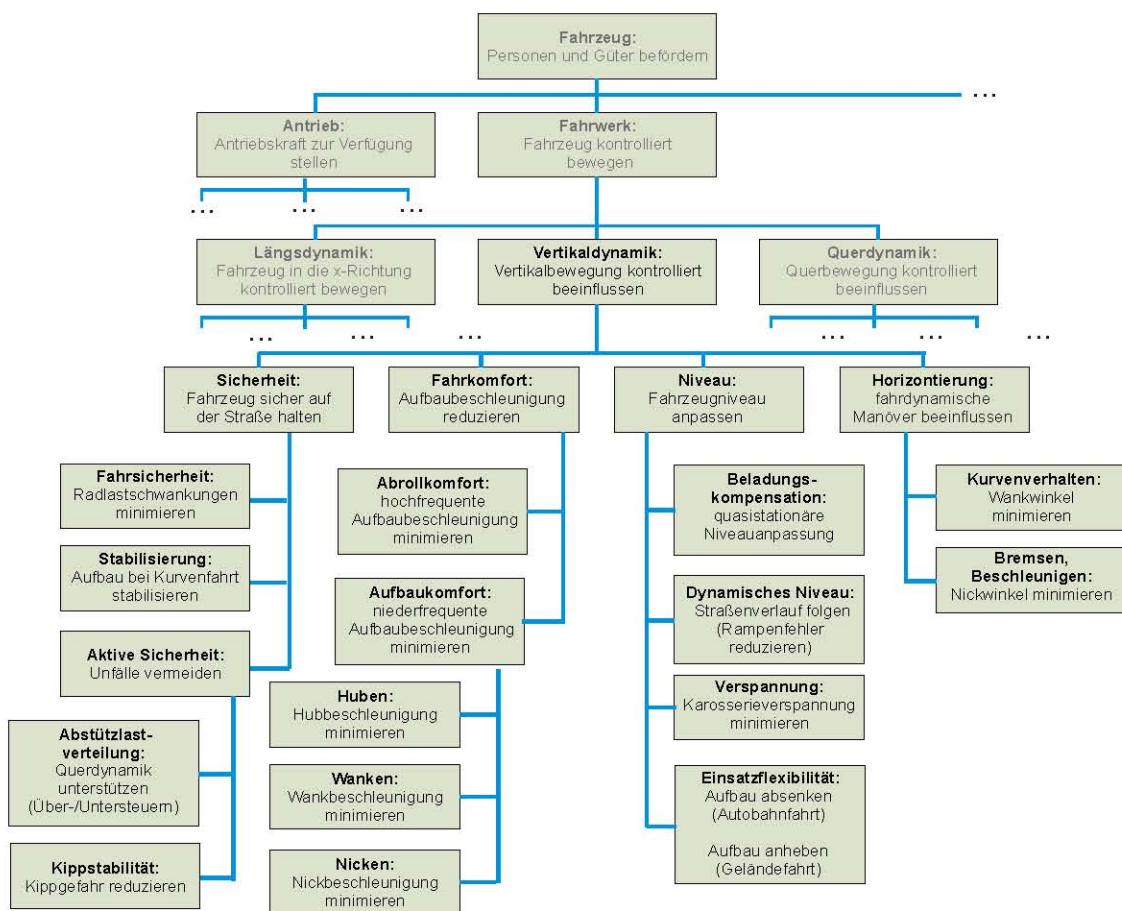 Fahrzeug:
Personen und Güter befördern
...
Antrieb:
Antriebskraft zur Verfügung
stellen
Fahrwerk:
Fahrzeug kontrolliert
bewegen
...
...
...
Längsdynamik:
Fahrzeug in die x-Richtung
kontrolliert bewegen
Vertikaldynamik:
Vertikalbewegung kontrolliert
beeinflussen
Querdynamik:
Querbewegung kontrolliert
beeinflussen
...
...
...
...
...
...
Sicherheit:
Fahrzeug sicher auf
der Straße halten
Fahrkomfort:
Aufbaubeschleunigung
reduzieren
Niveau:
Fahrzeugniveau
anpassen
Horizontierung:
fahrdynamische
Manöver beeinflussen
Fahrsicherheit:
Radlastschwankungen
minimieren
Stabilisierung:
Aufbau bei Kurvenfahrt
stabilisieren
Aktive Sicherheit:
Unfälle vermeiden
Abstützlast-
verteilung:
Querdynamik
unterstützen
(Über-/Untersteuern)
Kippstabilität:
Kippgefahr reduzieren
Abrollkomfort:
hochfrequente
Aufbaubeschleunigung
minimieren
Aufbaukomfort:
niederfrequente
Aufbaubeschleunigung
minimieren
Huben:
Hubbeschleunigung
minimieren
Wanken:
Wankbeschleunigung
minimieren
Nicken:
Nickbeschleunigung
minimieren
Beladungs-
kompensation:
quasistationäre
Niveauanpassung
Dynamisches Niveau:
Straßenverlauf folgen
(Rampenfehler
reduzieren)
Verspannung:
Karosserieverspannung
minimieren
Einsatzflexibilität:
Aufbau absenken
(Autobahnfahrt)
Aufbau anheben
(Geländefahrt)
Kurvenverhalten:
Wankwinkel
minimieren
Bremsen,
Beschleunigen:
Nickwinkel minimieren